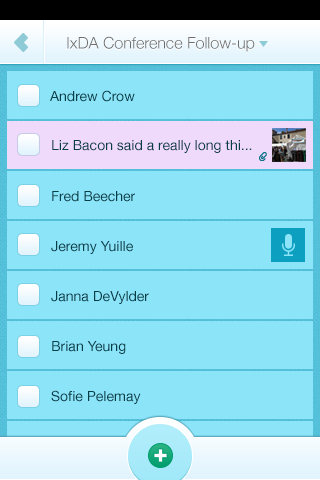 IxDA Conference Follow-up
Andrew Crow
Liz Bacon said a really long thi...
Fred Beecher
Jeremy Yuille
Janna DeVylder
Brian Yeung
Sofie Pelemay